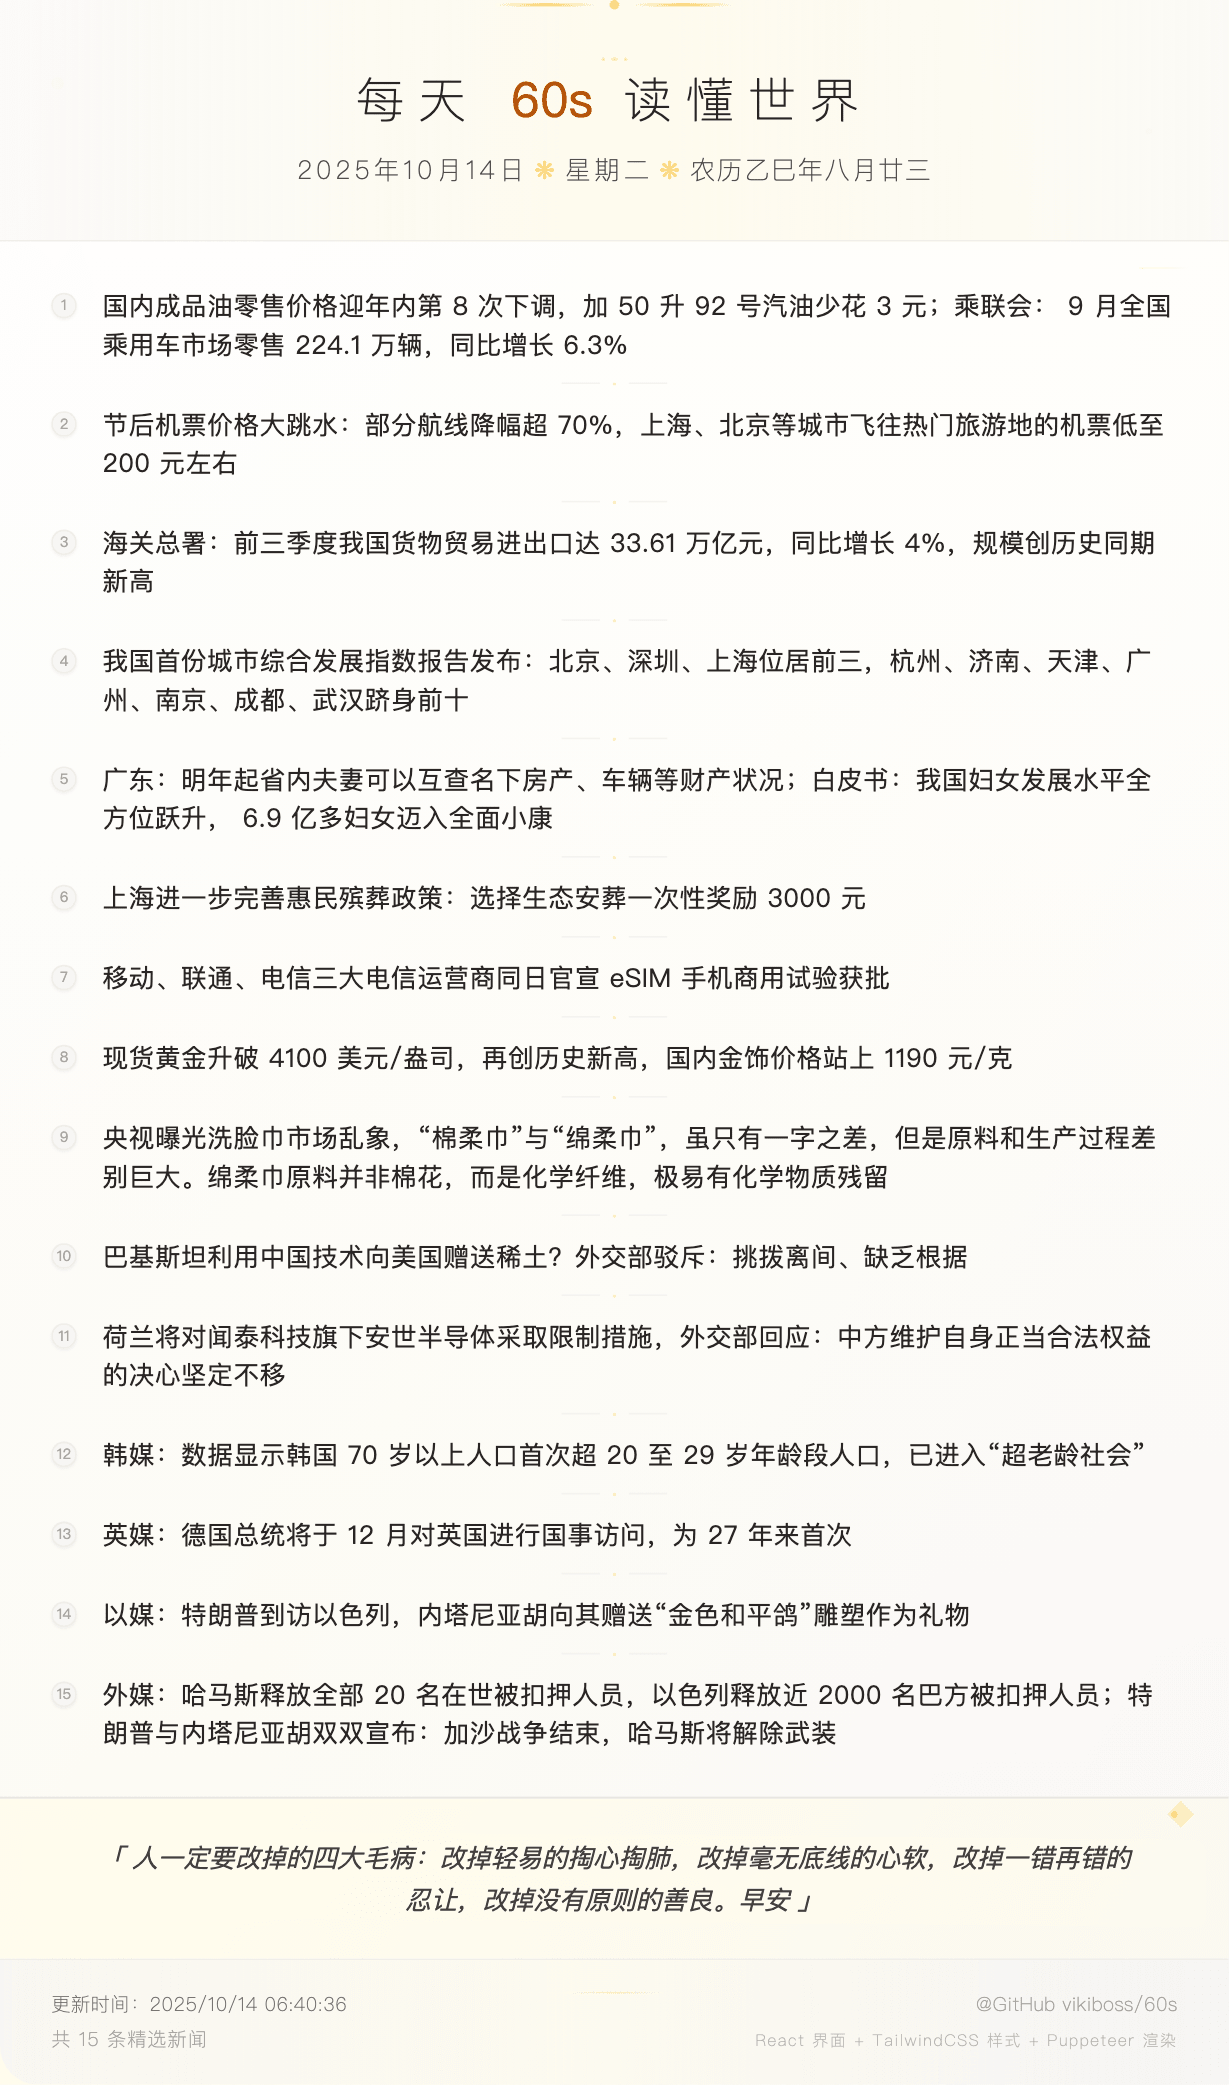 每天 60s 读懂世界
2025年10月14日 ❋ 星期二 ❋ 农历乙巳年八月廿三
1 国内成品油零售价格迎年内第 8 次下调，加 50 升 92 号汽油少花 3 元；乘联会： 9 月全国
乘用车市场零售 224.1 万辆，同比增长 6.3%
2 节后机票价格大跳水：部分航线降幅超 70%，上海、北京等城市飞往热门旅游地的机票低至
200 元左右
3 海关总署：前三季度我国货物贸易进出口达 33.61 万亿元，同比增长 4%，规模创历史同期
新高
4 我国首份城市综合发展指数报告发布：北京、深圳、上海位居前三，杭州、济南、天津、广
州、南京、成都、武汉跻身前十
5 广东：明年起省内夫妻可以互查名下房产、车辆等财产状况；白皮书：我国妇女发展水平全
方位跃升， 6.9 亿多妇女迈入全面小康
6 上海进一步完善惠民殡葬政策：选择生态安葬一次性奖励 3000 元
7 移动、联通、电信三大电信运营商同日官宣 eSIM 手机商用试验获批
8 现货黄金升破 4100 美元/盎司，再创历史新高，国内金饰价格站上 1190 元/克
9 央视曝光洗脸巾市场乱象，“棉柔巾”与“绵柔巾”，虽只有一字之差，但是原料和生产过程差
别巨大。绵柔巾原料并非棉花，而是化学纤维，极易有化学物质残留
10 巴基斯坦利用中国技术向美国赠送稀土？外交部驳斥：挑拨离间、缺乏根据
11 荷兰将对闻泰科技旗下安世半导体采取限制措施，外交部回应：中方维护自身正当合法权益
的决心坚定不移
12 韩媒：数据显示韩国 70 岁以上人口首次超 20 至 29 岁年龄段人口，已进入“超老龄社会”
13 英媒：德国总统将于 12 月对英国进行国事访问，为 27 年来首次
14 以媒：特朗普到访以色列，内塔尼亚胡向其赠送“金色和平鸽”雕塑作为礼物
15 外媒：哈马斯释放全部 20 名在世被扣押人员，以色列释放近 2000 名巴方被扣押人员；特
朗普与内塔尼亚胡双双宣布：加沙战争结束，哈马斯将解除武装
「 人一定要改掉的四大毛病：改掉轻易的掏心掏肺，改掉毫无底线的心软，改掉一错再错的
忍让，改掉没有原则的善良。早安 」
更新时间：2025/10/14 06:40:36
@GitHub vikiboss/60s
共 15 条精选新闻
React 界面 + TailwindCSS 样式 + Puppeteer 渲染